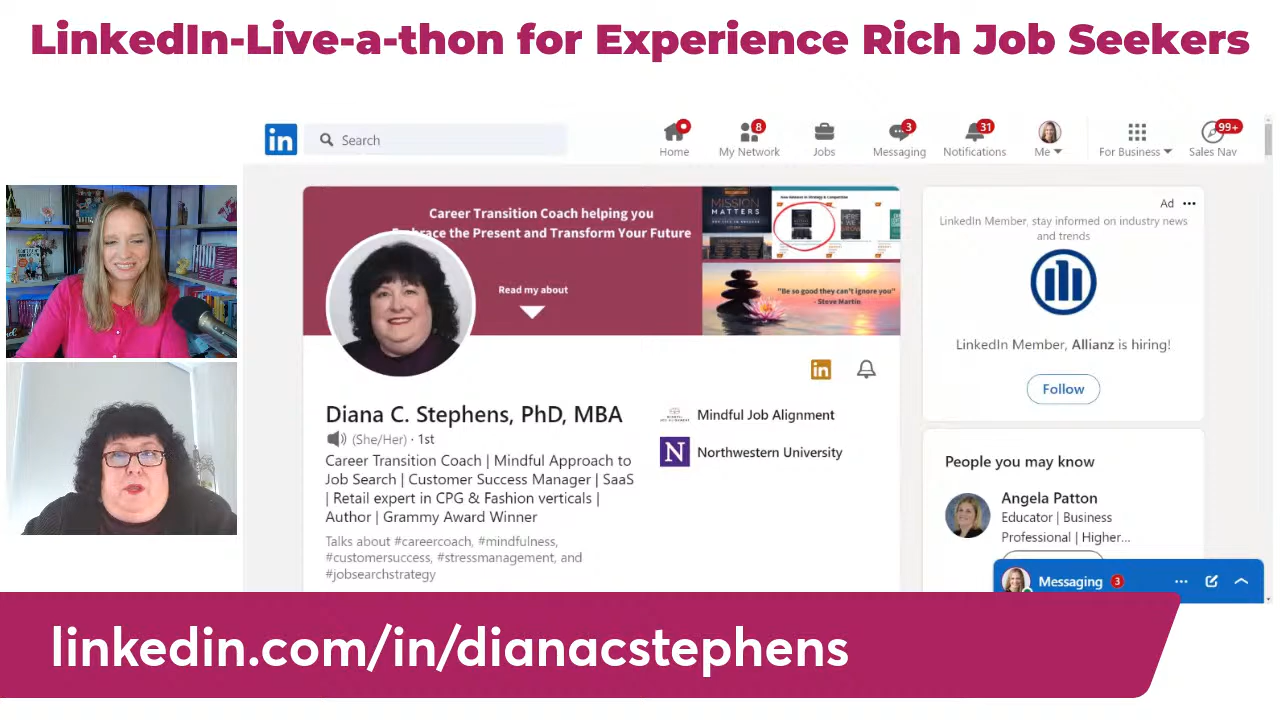 LinkedIn-Live-a-thon for Experience Rich Job Seekers
in
Search
Home
8
My Network
Jobs
3
Messaging
31
Notifications
Me
For Business
99+
Sales Nav
Career Transition Coach helping you
Embrace the Present and Transform Your Future
Read my about
MISSION
MATTERS
"Be so good they can't ignore you"
- Steve Martin
in
Diana C. Stephens, PhD, MBA
(She/Her) · 1st
Career Transition Coach | Mindful Approach to
Job Search | Customer Success Manager | SaaS
| Retail expert in CPG & Fashion verticals |
Author | Grammy Award Winner
Talks about #careercoach, #mindfulness,
#customersuccess, #stressmanagement, and
#jobsearchstrategy
Mindful Job Alignment
N
Northwestern University
Ad
LinkedIn Member, stay informed on industry news
and trends
LinkedIn Member, Allianz is hiring!
Follow
People you may know
Angela Patton
Educator | Business
Professional | Higher...
Messaging 3
linkedin.com/in/dianacstephens